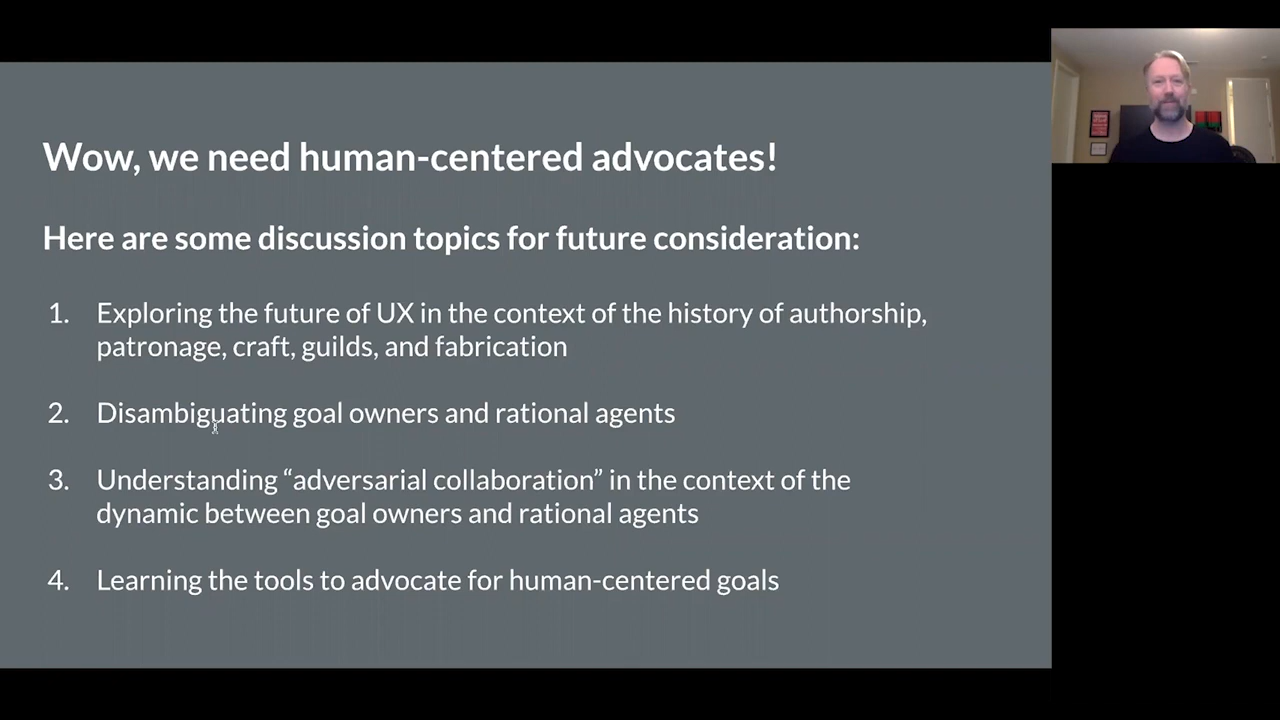 Wow, we need human-centered advocates!
Here are some discussion topics for future consideration:
1. Exploring the future of UX in the context of the history of authorship,
patronage, craft, guilds, and fabrication
2. Disambiguating goal owners and rational agents
3. Understanding “adversarial collaboration” in the context of the
dynamic between goal owners and rational agents
4. Learning the tools to advocate for human-centered goals